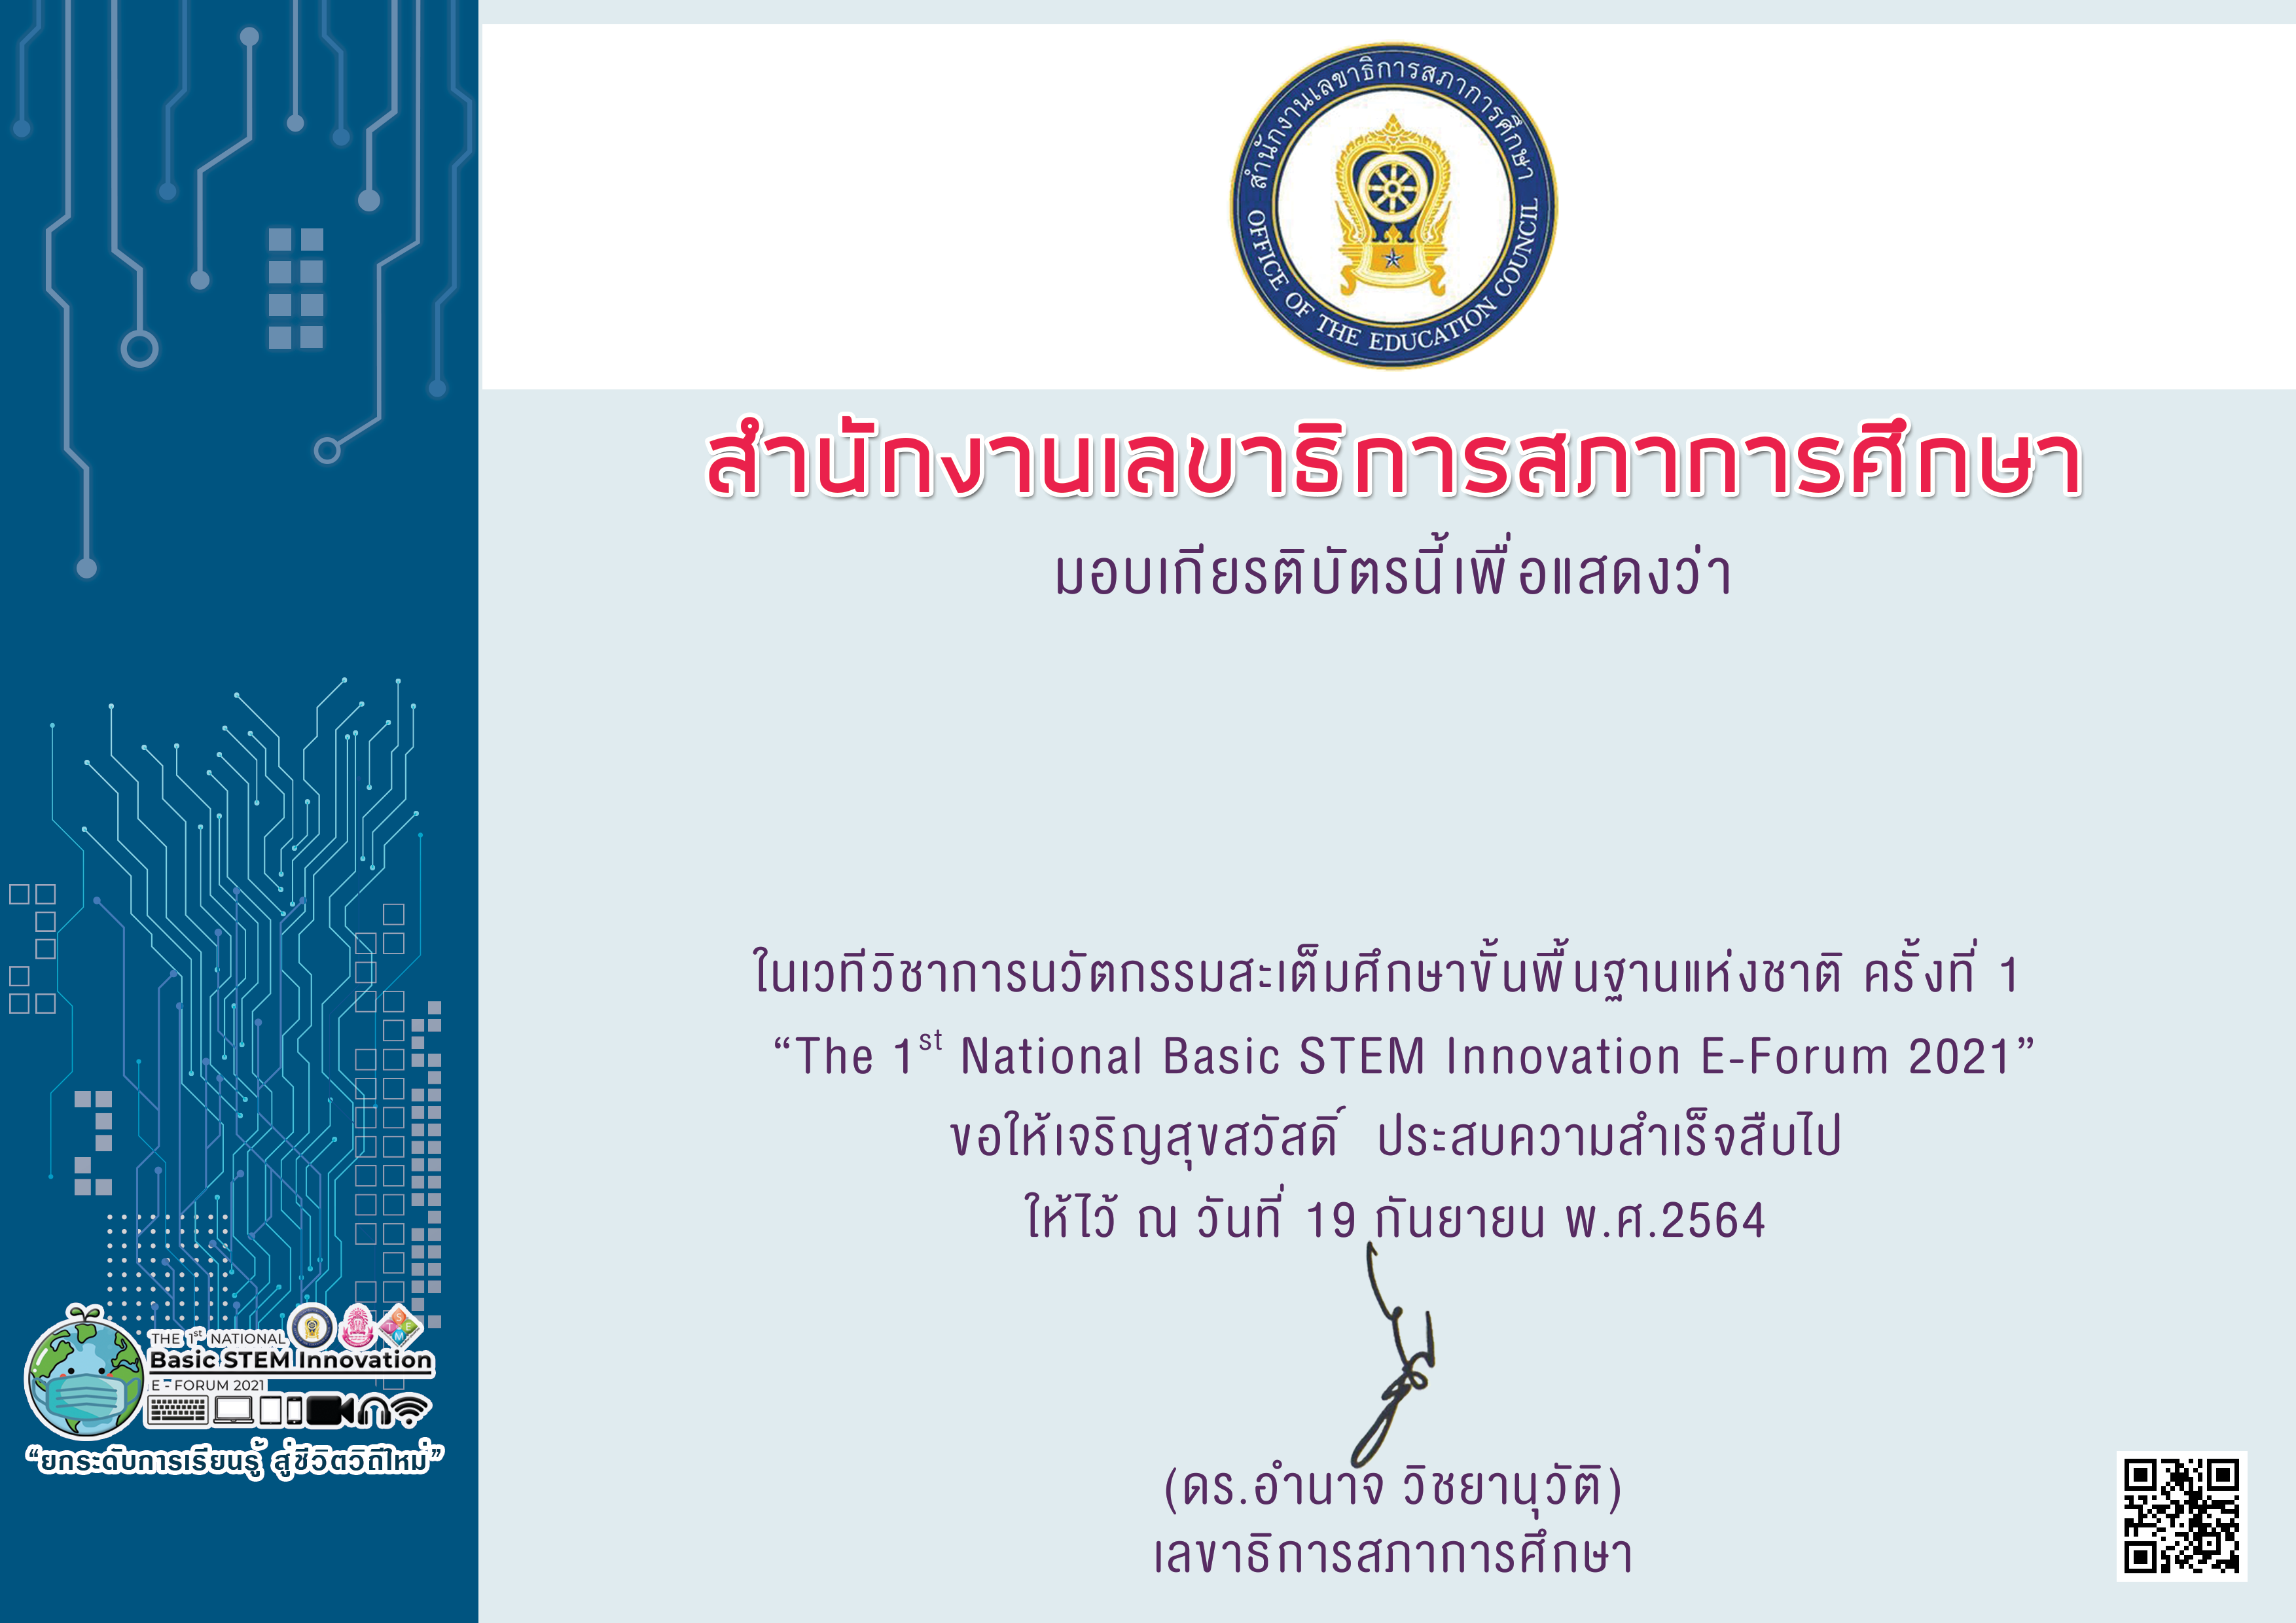 สำนักงานเลขาธิการสภาการศึกษา
OFFICE OF THE EDUCATION COUNCIL
สำนักงานเลขาธิการสภาการศึกษา
มอบเกียรติบัตรนี้เพื่อแสดงว่า
ในเวทีวิชาการนวัตกรรมสะเต็มศึกษาขั้นพื้นฐานแห่งชาติ ครั้งที่ 1
“The 1st National Basic STEM Innovation E-Forum 2021”
ขอให้เจริญสุขสวัสดิ์ ประสบความสำเร็จสืบไป
ให้ไว้ ณ วันที่ 19 กันยายน พ.ศ.2564
(ดร.อำนาจ วิชยานุวัติ)
เลขาธิการสภาการศึกษา
THE 1st NATIONAL
STEM
Basic STEM Innovation
E - FORUM 2021
“ยกระดับการเรียนรู้ สู่ชีวิตวิถีใหม่”